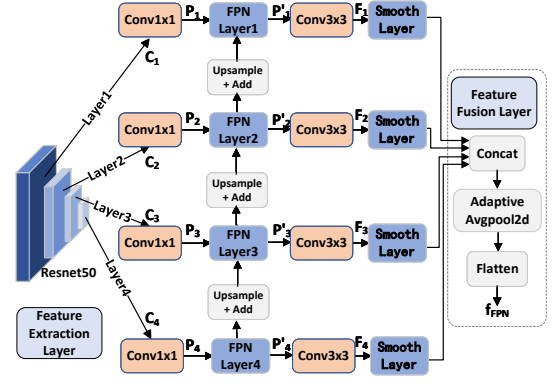 Conv1x1
P1
FPN
Layer1
P'1
Conv3x3
F1
Smooth
Layer
C1
Layer1
Upsample
+ Add
Feature
Fusion Layer
Conv1x1
P2
FPN
Layer2
P'2
Conv3x3
F2
Smooth
Layer
Layer2
C2
Concat
Upsample
+ Add
Layer3
C3
Adaptive
Avgpool2d
Conv1x1
P3
FPN
Layer3
P'3
Conv3x3
F3
Smooth
Layer
Resnet50
Layer4
Flatten
Upsample
+ Add
fFPN
Feature
Extraction
Layer
C4
Conv1x1
P4
FPN
Layer4
P'4
Conv3x3
F4
Smooth
Layer